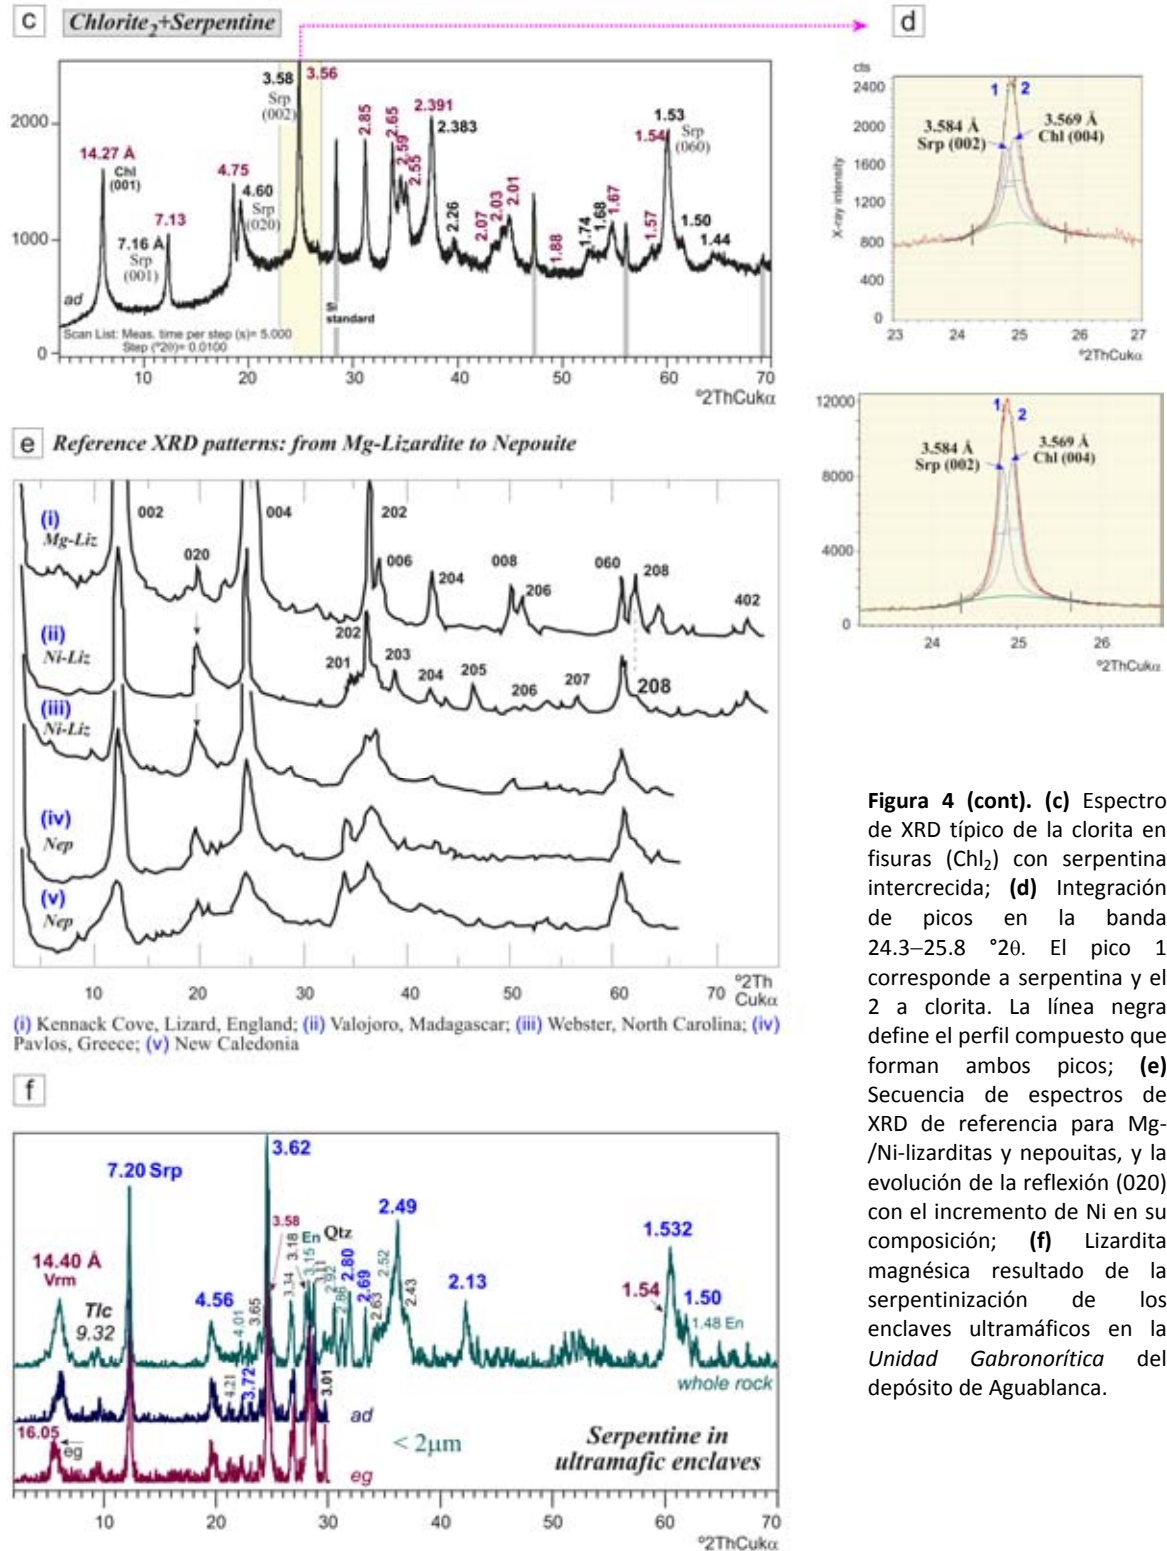 c Chlorite₂+Serpentine
3.58
Srp
(002)
3.56
2000
1000
0
14.27 Å
Chl
(001)
7.13
7.16 Å
Srp
(001)
4.75
4.60
Srp
(020)
2.85
2.65
2.59
2.55
2.391
2.383
2.26
2.07
2.03
2.01
1.88
1.74
1.68
1.67
1.57
1.54
1.53
Srp
(060)
1.50
1.44
ad
Si
standard
Scan List: Meas. time per step (s)= 5.000
Step (º2θ)= 0.0100
10 20 30 40 50 60 70
º2ThCukα
d
cts
X-ray intensity
2400
2000
1600
1200
800
400
0
1 2
3.584 Å
Srp (002)
3.569 Å
Chl (004)
23 24 25 26 27
º2ThCukα
12000
8000
4000
0
1 2
3.584 Å
Srp (002)
3.569 Å
Chl (004)
24 25 26
º2ThCukα
e Reference XRD patterns: from Mg-Lizardite to Nepouite
(i)
Mg-Liz
002
020
004
202
006
204
008
206
060
208
402
(ii)
Ni-Liz
202
201
203
204
205
206
207
208
(iii)
Ni-Liz
(iv)
Nep
(v)
Nep
10 20 30 40 50 60 70
º2Th
Cukα
(i) Kennack Cove, Lizard, England; (ii) Valojoro, Madagascar; (iii) Webster, North Carolina; (iv)
Pavlos, Greece; (v) New Caledonia
f
14.40 Å
Vrm
Tlc
9.32
7.20 Srp
4.56
4.01
3.65
3.62
3.58
3.34
3.18
En
3.15
3.11
Qtz
2.92
2.86
2.80
2.69
2.63
2.52
2.49
2.43
2.13
1.54
1.532
1.50
1.48 En
whole rock
4.21
3.72
3.01
ad
16.05
eg
< 2µm
eg
Serpentine in
ultramafic enclaves
10 20 30 40 50 60 70
º2ThCukα
Figura 4 (cont). (c) Espectro
de XRD típico de la clorita en
fisuras (Chl₂) con serpentina
intercrecida; (d) Integración
de picos en la banda
24.3–25.8 °2θ. El pico 1
corresponde a serpentina y el
2 a clorita. La línea negra
define el perfil compuesto que
forman ambos picos; (e)
Secuencia de espectros de
XRD de referencia para Mg-
/Ni-lizarditas y nepouitas, y la
evolución de la reflexión (020)
con el incremento de Ni en su
composición; (f) Lizardita
magnésica resultado de la
serpentinización de los
enclaves ultramáficos en la
Unidad Gabronorítica del
depósito de Aguablanca.